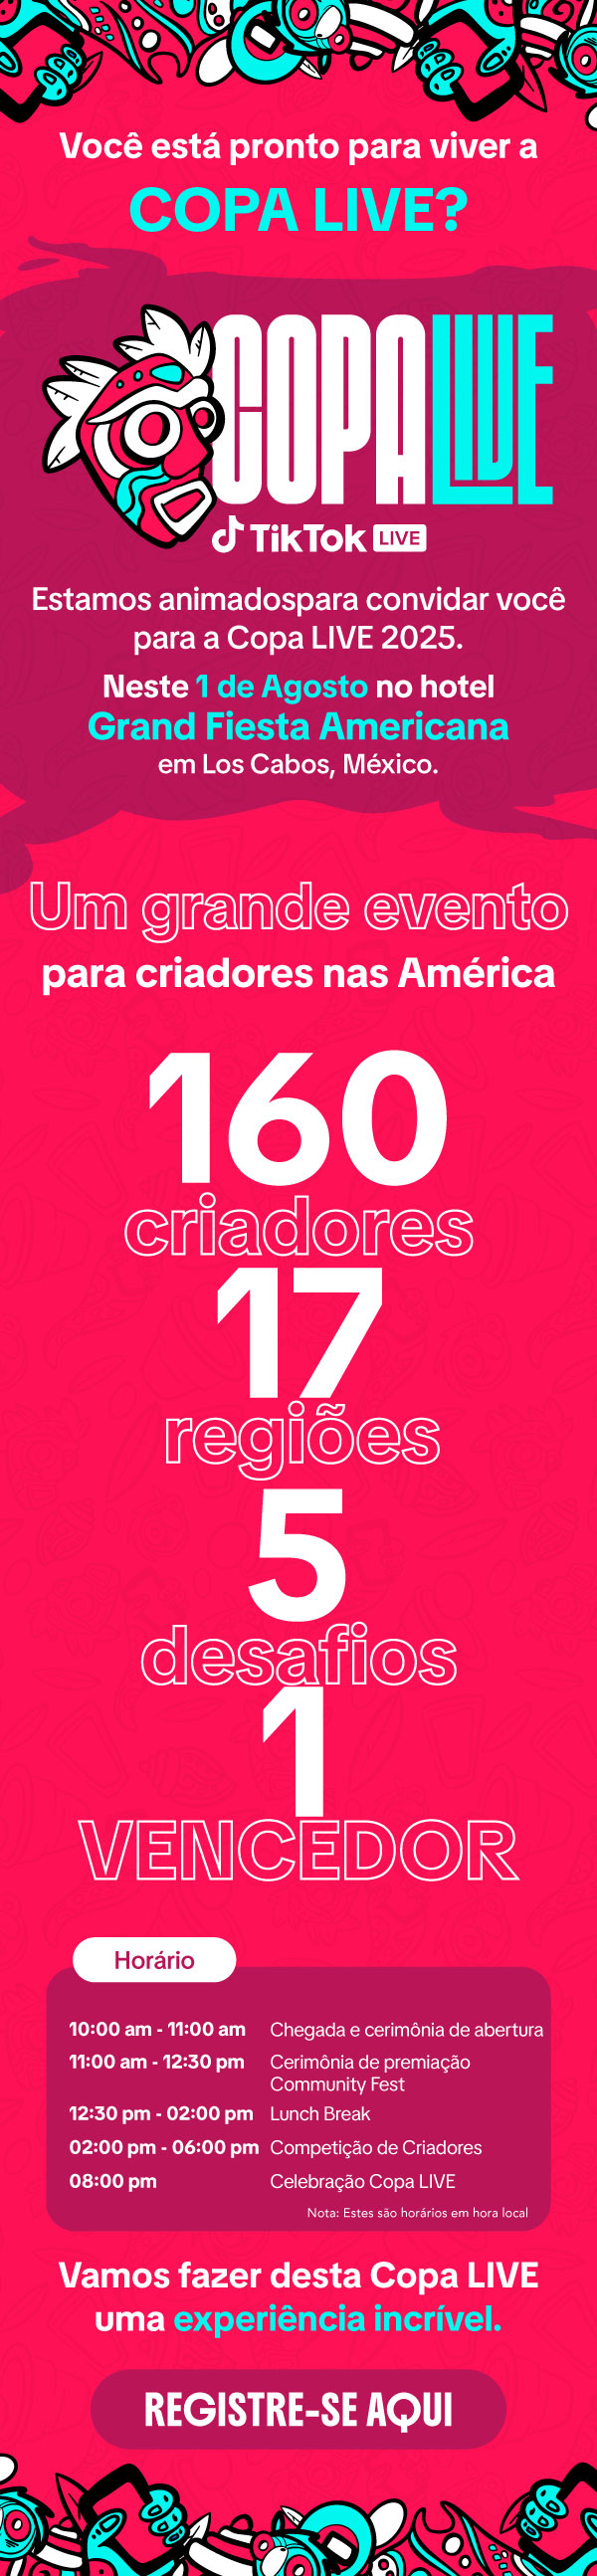 Você está pronto para viver a
COPA LIVE?
COPALIVE
TikTok LIVE
Estamos animadospara convidar você
para a Copa LIVE 2025.
Neste 1 de Agosto no hotel
Grand Fiesta Americana
em Los Cabos, México.
Um grande evento
para criadores nas América
160
criadores
17
regiões
5
desafios
1
VENCEDOR
Horário
10:00 am - 11:00 am Chegada e cerimônia de abertura
11:00 am - 12:30 pm Cerimônia de premiação
Community Fest
12:30 pm - 02:00 pm Lunch Break
02:00 pm - 06:00 pm Competição de Criadores
08:00 pm Celebração Copa LIVE
Nota: Estes são horários em hora local
Vamos fazer desta Copa LIVE
uma experiência incrível.
REGISTRE-SE AQUI